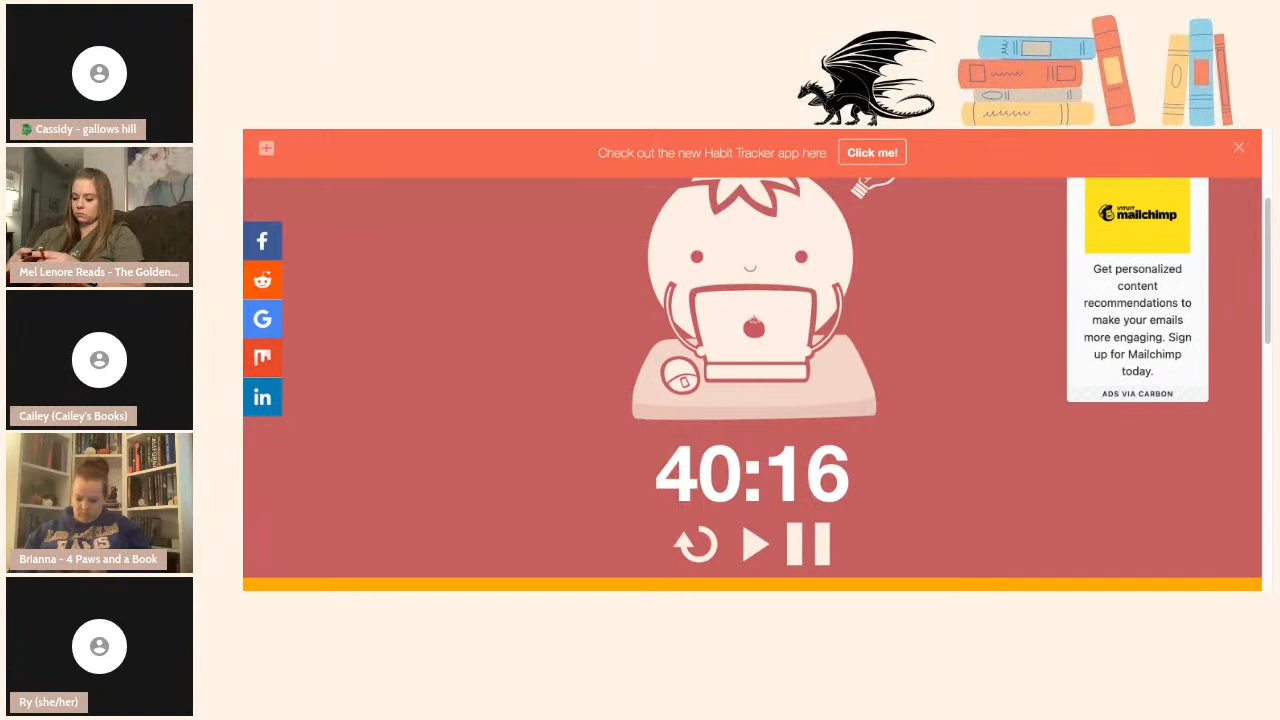 Cassidy - gallows hill
Mel Lenore Reads - The Golden...
Cailey (Cailey's Books)
Brianna - 4 Paws and a Book
Ry (she/her)
Check out the new Habit Tracker app here
Click me!
INTUIT
mailchimp
Get personalized
content
recommendations to
make your emails
more engaging. Sign
up for Mailchimp
today.
ADS VIA CARBON
40:16